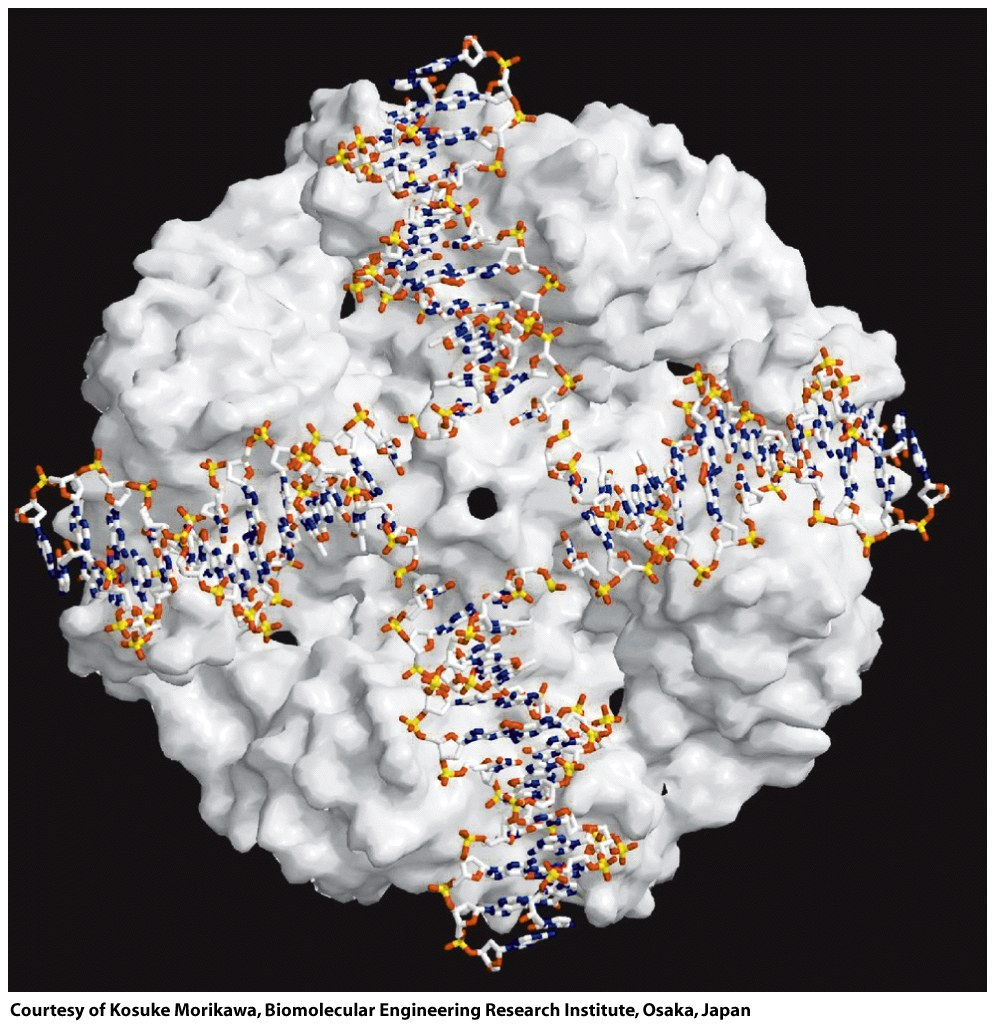 Courtesy of Kosuke Morikawa, Biomolecular Engineering Research Institute, Osaka, Japan